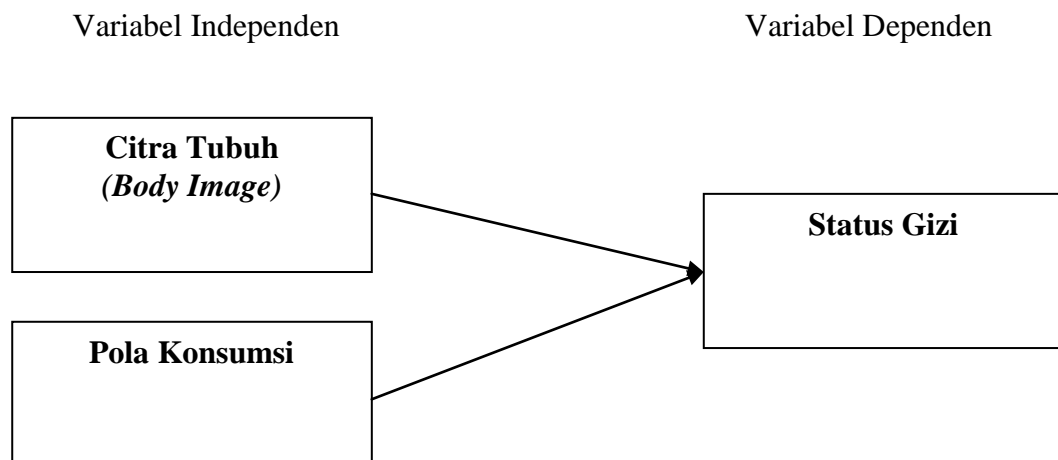 Variabel Independen
Variabel Dependen
Citra Tubuh
(Body Image)
Status Gizi
Pola Konsumsi